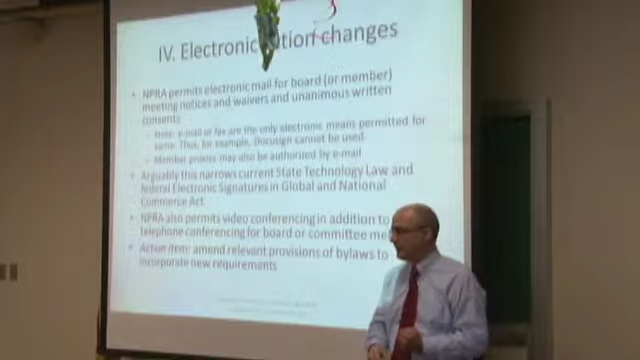 IV. Electronic ution changes
• NPRA permits electronic mail for board (or member)
meeting notices and waivers and unanimous written
consents
– Note: e-mail or fax are the only electronic means permitted for
same. Thus, for example, Docusign cannot be used.
– Member proxies may also be authorized by e-mail
• Arguably this narrows current State Technology Law and
federal Electronic Signatures in Global and National
Commerce Act
• NPRA also permits video conferencing in addition to
telephone conferencing for board or committee me
• Action item: amend relevant provisions of bylaws to
incorporate new requirements